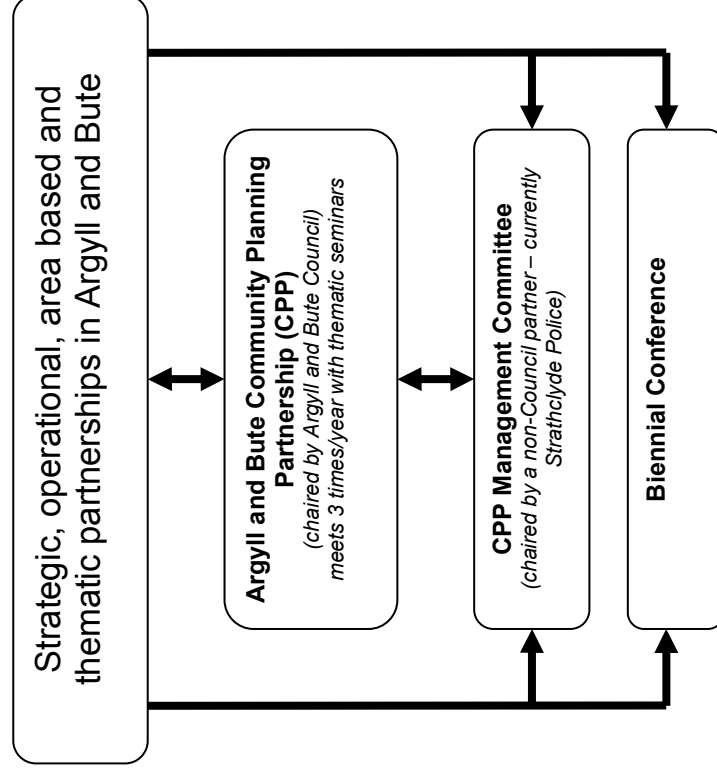 Strategic, operational, area based and
thematic partnerships in Argyll and Bute
Argyll and Bute Community Planning
Partnership (CPP)
(chaired by Argyll and Bute Council)
meets 3 times/year with thematic seminars
CPP Management Committee
(chaired by a non-Council partner – currently
Strathclyde Police)
Biennial Conference